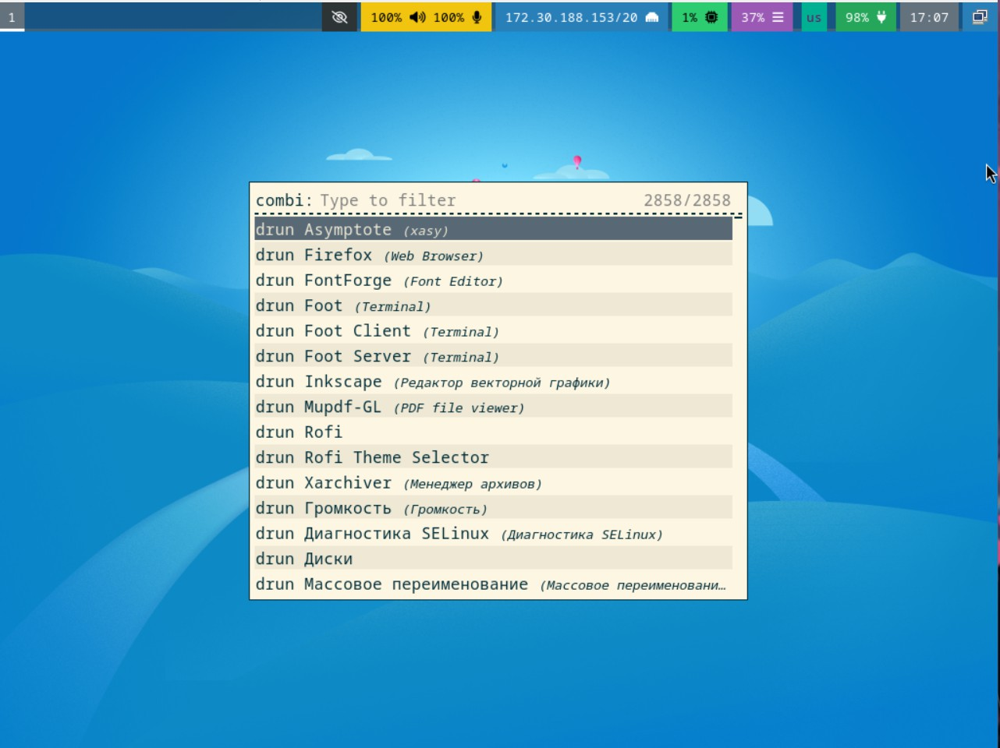 1 100% 100% 172.30.188.153/20 1% 37% us 98% 17:07
combi: Type to filter 2858/2858
drun Asymptote (xasy)
drun Firefox (Web Browser)
drun FontForge (Font Editor)
drun Foot (Terminal)
drun Foot Client (Terminal)
drun Foot Server (Terminal)
drun Inkscape (Редактор векторной графики)
drun Mupdf-GL (PDF file viewer)
drun Rofi
drun Rofi Theme Selector
drun Xarchiver (Менеджер архивов)
drun Громкость (Громкость)
drun Диагностика SELinux (Диагностика SELinux)
drun Диски
drun Массовое переименование (Массовое переименовани…